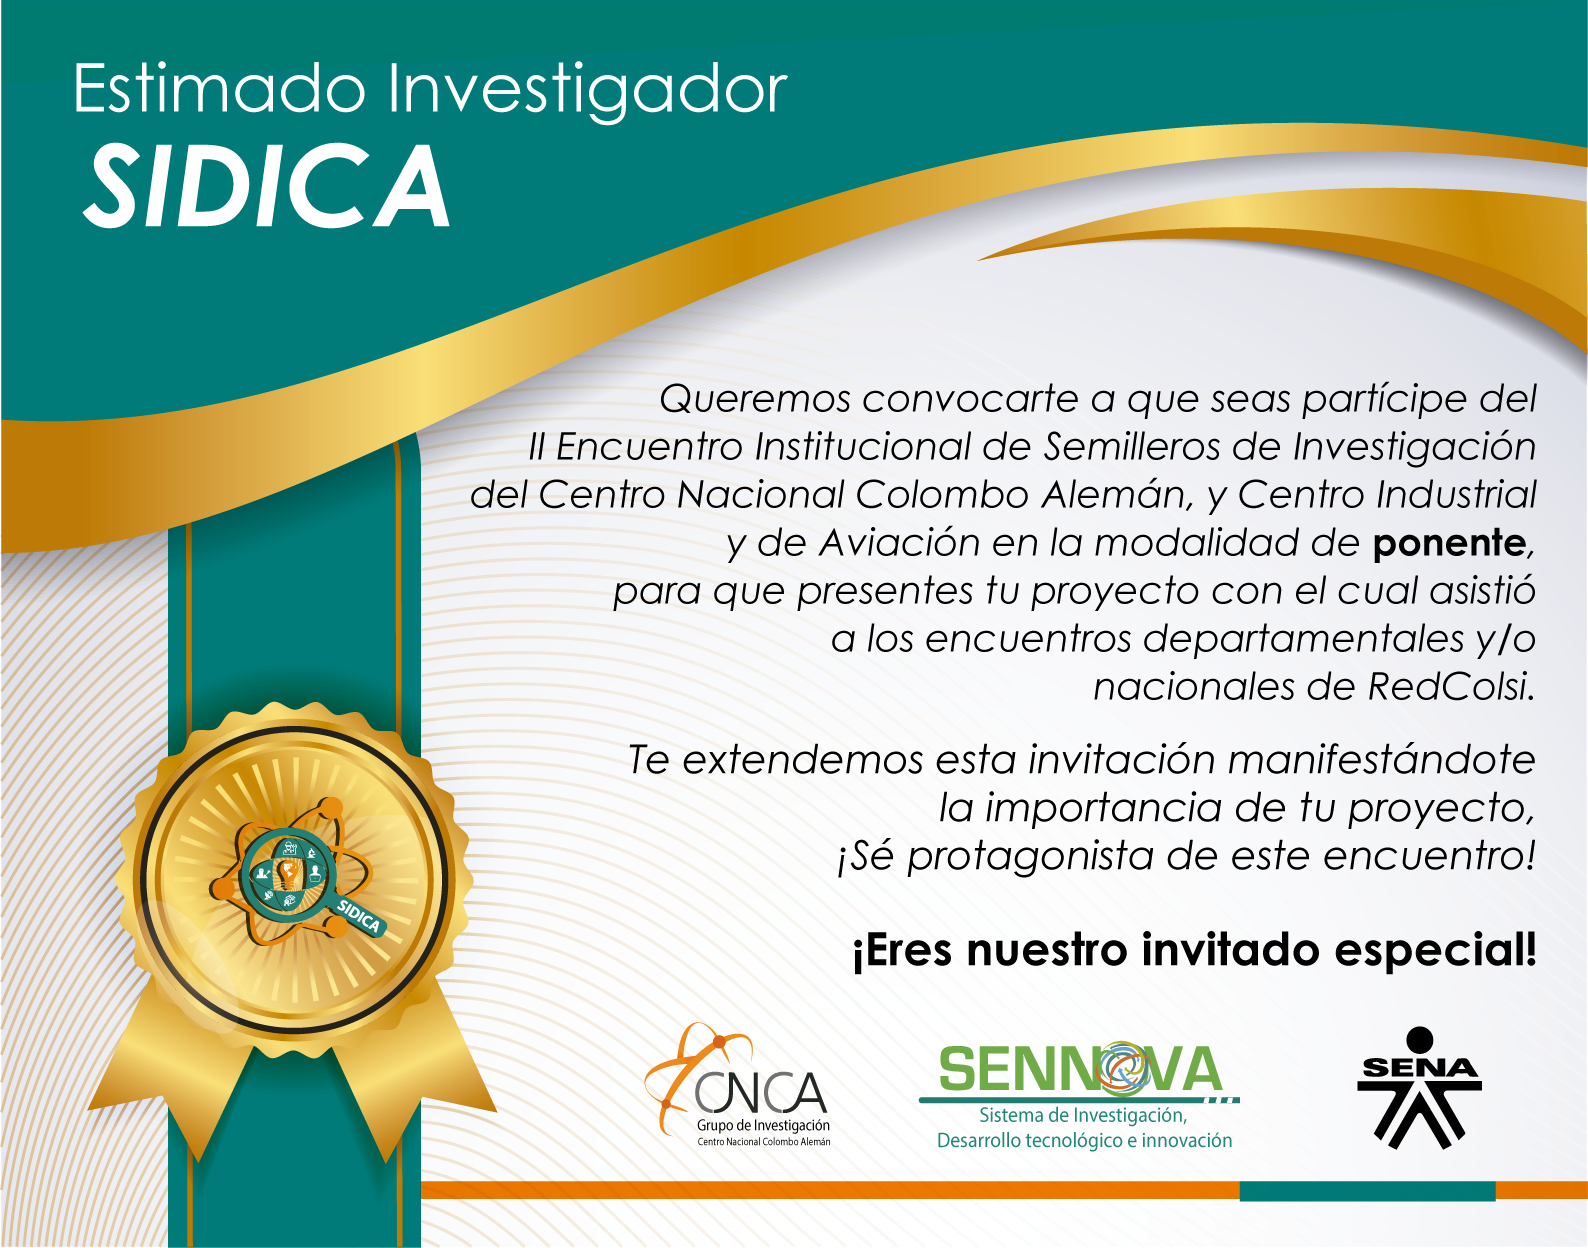 Estimado Investigador
SIDICA
Queremos convocarte a que seas partícipe del
II Encuentro Institucional de Semilleros de Investigación
del Centro Nacional Colombo Alemán, y Centro Industrial
y de Aviación en la modalidad de ponente,
para que presentes tu proyecto con el cual asistió
a los encuentros departamentales y/o
nacionales de RedColsi.
Te extendemos esta invitación manifestándote
la importancia de tu proyecto,
¡Sé protagonista de este encuentro!
SIDICA
¡Eres nuestro invitado especial!
CNCA
Grupo de Investigación
Centro Nacional Colombo Alemán
SENNOVA
Sistema de Investigación,
Desarrollo tecnológico e innovación
SENA